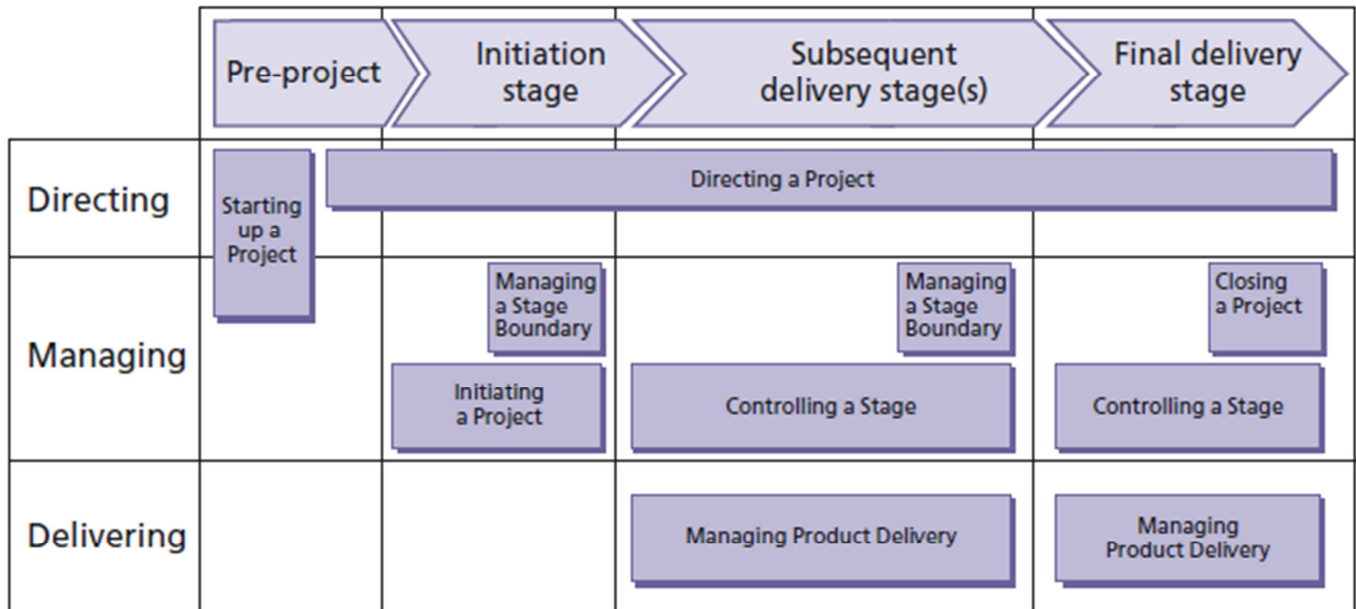 Pre-project
Initiation
stage
Subsequent
delivery stage(s)
Final delivery
stage
Directing
Starting
up a
Project
Directing a Project
Managing
Managing
a Stage
Boundary
Managing
a Stage
Boundary
Closing
a Project
Initiating
a Project
Controlling a Stage
Controlling a Stage
Delivering
Managing Product Delivery
Managing
Product Delivery